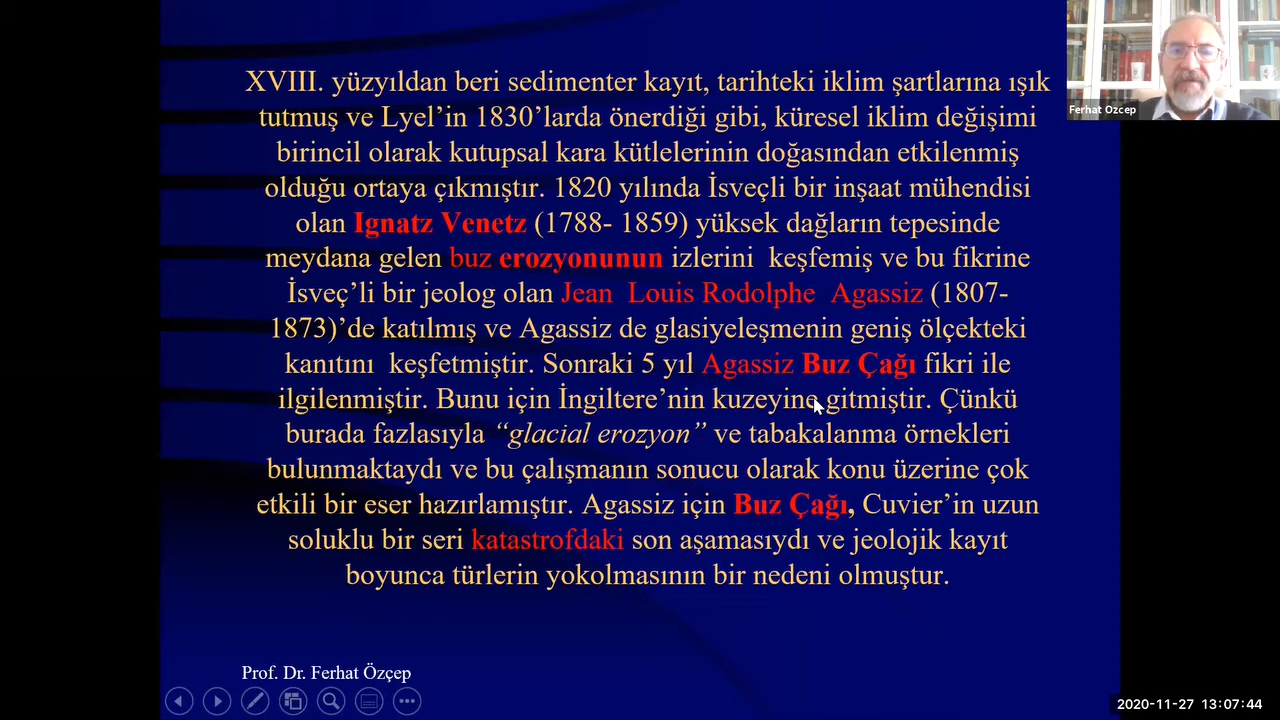 XVIII. yüzyıldan beri sedimenter kayıt, tarihteki iklim şartlarına ışık
tutmuş ve Lyel’in 1830’larda önerdiği gibi, küresel iklim değişimi
birincil olarak kutupsal kara kütlelerinin doğasından etkilenmiş
olduğu ortaya çıkmıştır. 1820 yılında İsveçli bir inşaat mühendisi
olan Ignatz Venetz (1788- 1859) yüksek dağların tepesinde
meydana gelen buz erozyonunun izlerini keşfemiş ve bu fikrine
İsveç’li bir jeolog olan Jean Louis Rodolphe Agassiz (1807-
1873)’de katılmış ve Agassiz de glasiyeleşmenin geniş ölçekteki
kanıtını keşfetmiştir. Sonraki 5 yıl Agassiz Buz Çağı fikri ile
ilgilenmiştir. Bunu için İngiltere’nin kuzeyine gitmiştir. Çünkü
burada fazlasıyla “glacial erozyon” ve tabakalanma örnekleri
bulunmaktaydı ve bu çalışmanın sonucu olarak konu üzerine çok
etkili bir eser hazırlamıştır. Agassiz için Buz Çağı, Cuvier’in uzun
soluklu bir seri katastrofdaki son aşamasıydı ve jeolojik kayıt
boyunca türlerin yokolmasının bir nedeni olmuştur.
Prof. Dr. Ferhat Özçep
Ferhat Ozcep
2020-11-27 13:07:44